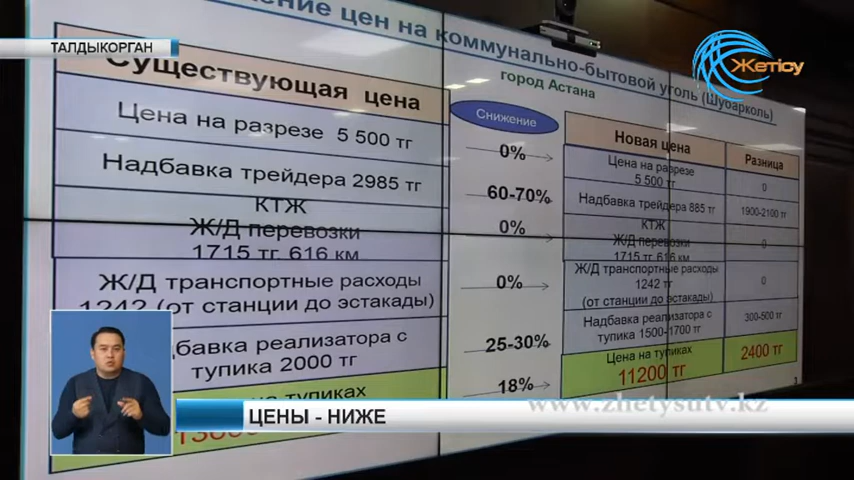 ТАЛДЫКОРГАН
Жетісу
цен на коммунально-бытовой уголь (Шубарколь)
город Астана
Существующая цена
Цена на разрезе 5 500 тг
Надбавка трейдера 2985 тг
КТЖ
Ж/Д перевозки
1715 тг, 616 км
Ж/Д транспортные расходы
1242 (от станции до эстакады)
реализатора с
тупика 2000 тг
на тупиках
Снижение
0%
60-70%
0%
0%
25-30%
18%
Новая цена
Разница
Цена на разрезе
5 500 тг
0
Надбавка трейдера 885 тг
1900-2100 тг
КТЖ
Ж/Д перевозки
1715 тг, 616 км
0
Ж/Д транспортные расходы
1242 тг
(от станции до эстакады)
0
Надбавка реализатора с
тупика 1500-1700 тг
300-500 тг
Цена на тупиках
11200 тг
2400 тг
3
www.zhetysutv.kz
ЦЕНЫ - НИЖЕ